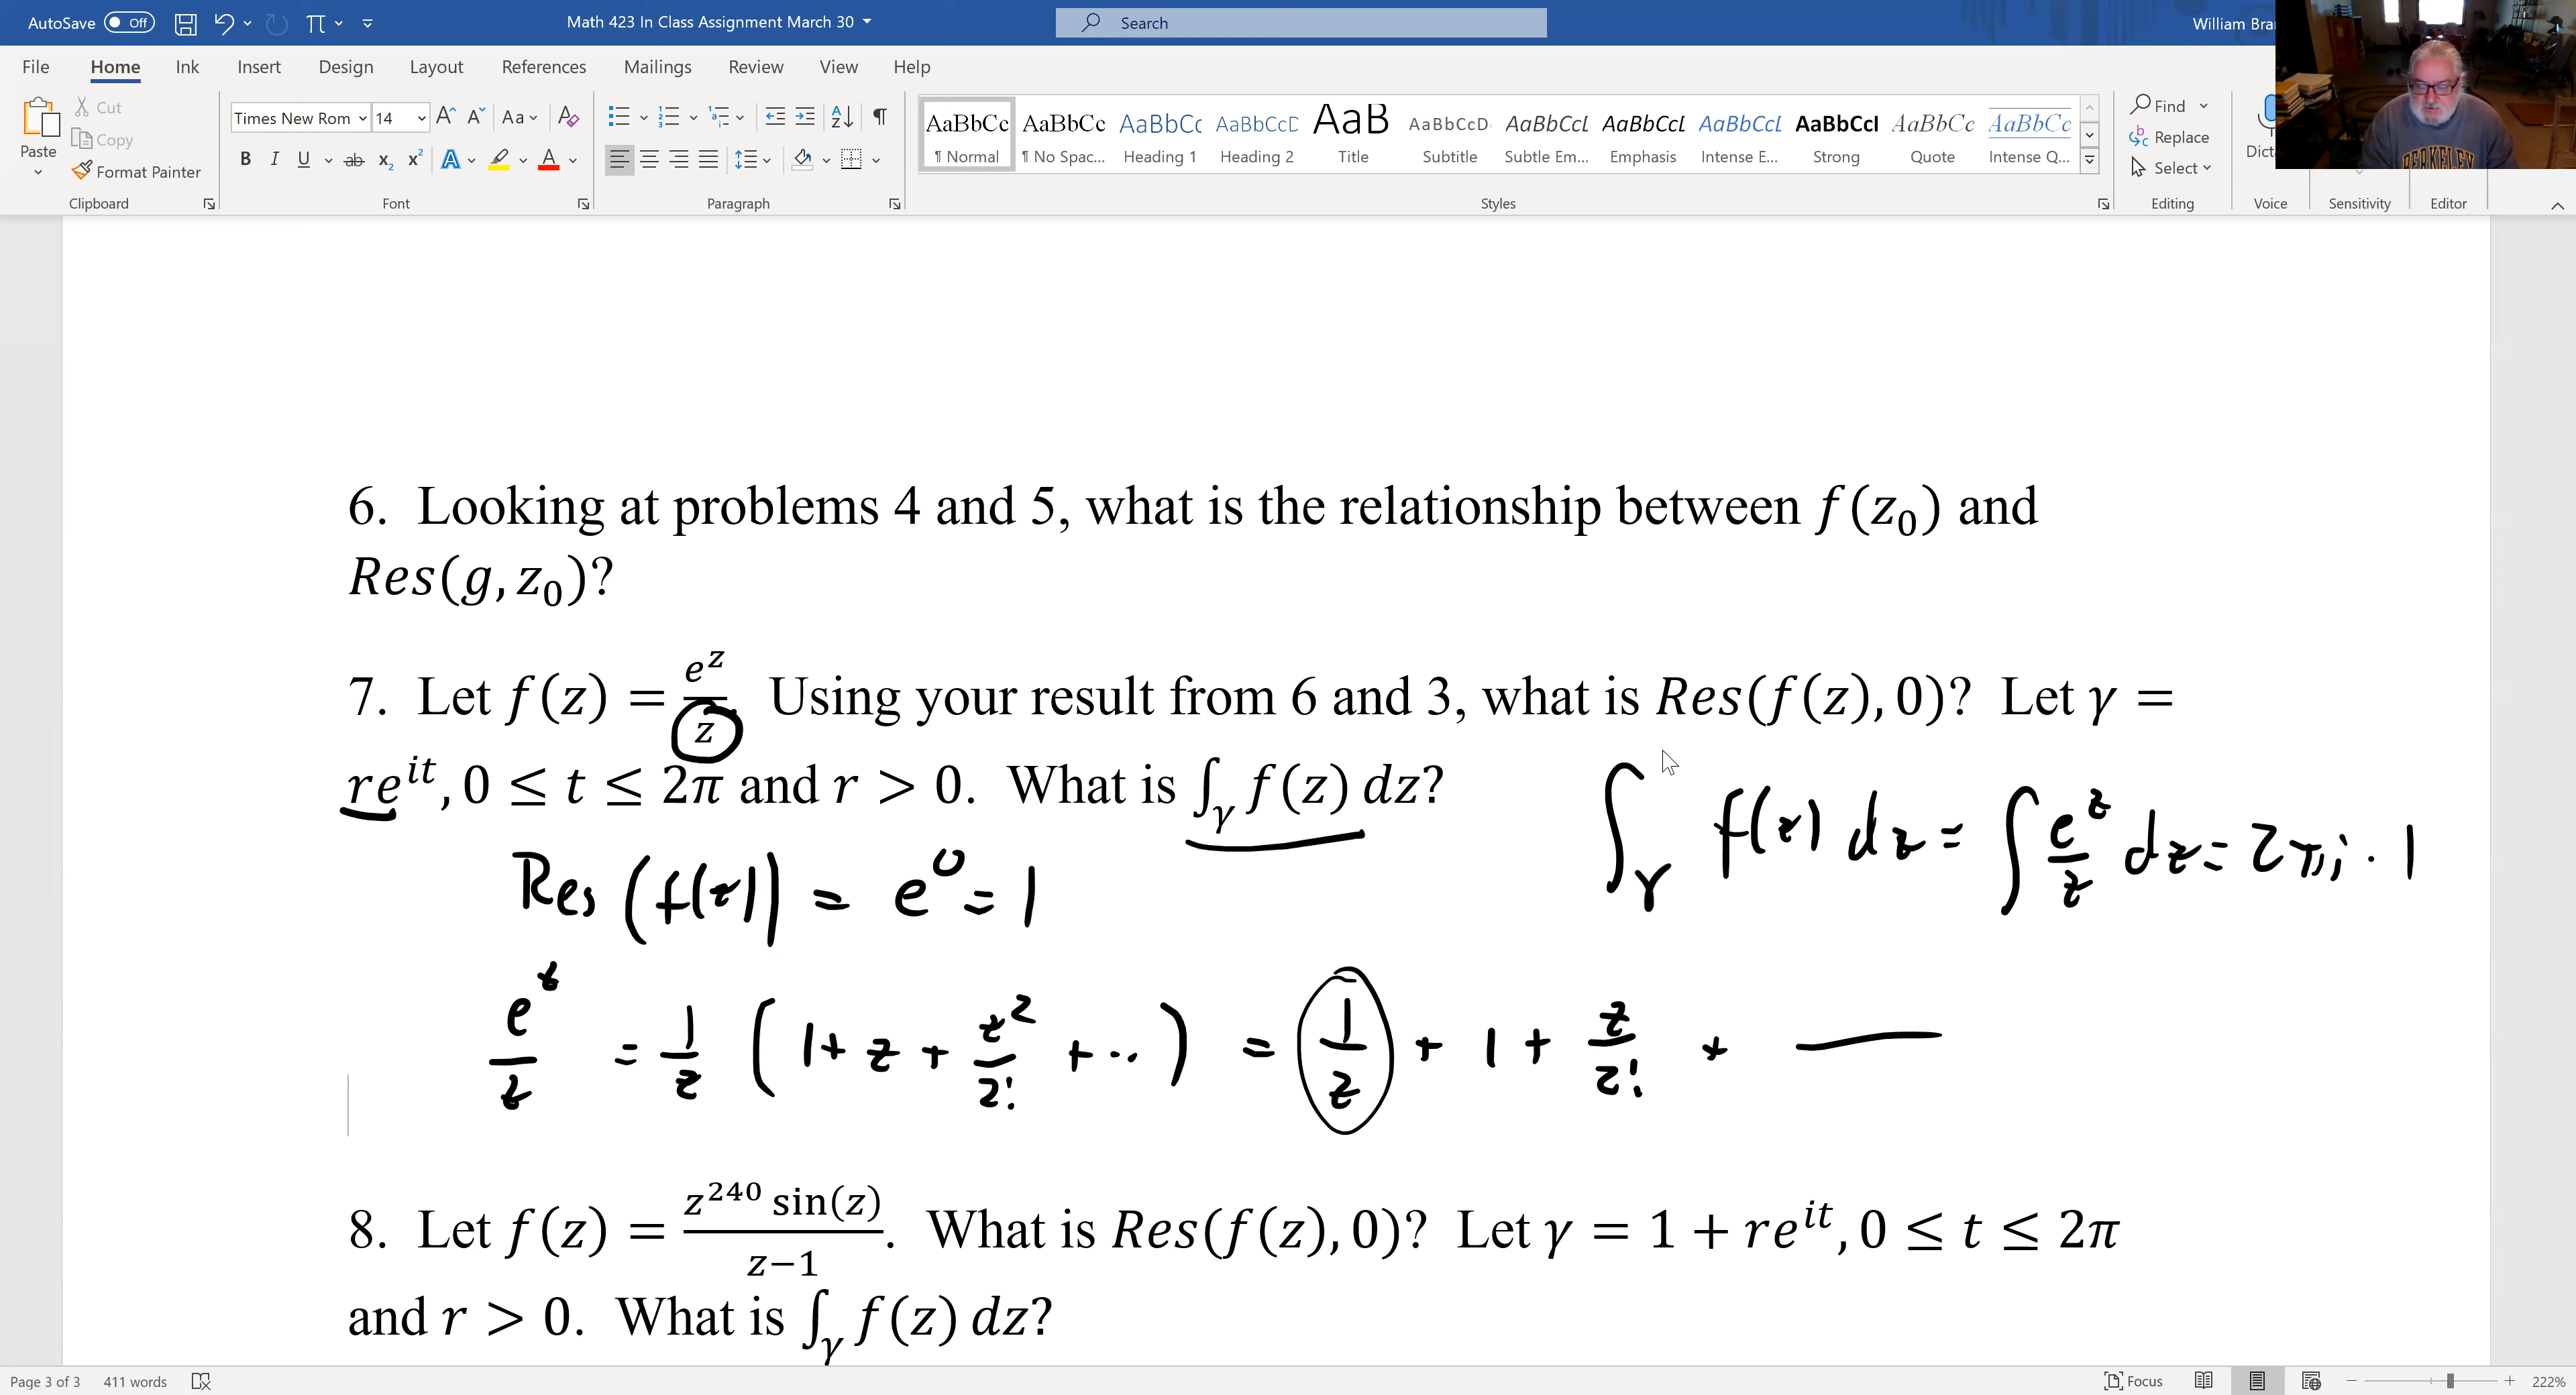 AutoSave Off Math 423 In Class Assignment March 30 Search William Bra
File Home Ink Insert Design Layout References Mailings Review View Help
Paste Cut Copy Format Painter
Times New Rom 14
AaBbCc AaBbCc AaBbCc AaBbCcD AaB AaBbCcD AaBbCcL AaBbCcL AaBbCcL AaBbCcI AaBbCc AaBbCc
¶ Normal ¶ No Spac... Heading 1 Heading 2 Title Subtitle Subtle Em... Emphasis Intense E... Strong Quote Intense Q...
Find Replace Select
Dicta
BERKELEY
Clipboard Font Paragraph Styles Editing Voice Sensitivity Editor
6. Looking at problems 4 and 5, what is the relationship between f(z₀) and
Res(g, z₀)?
7. Let f(z) = e^z/z Using your result from 6 and 3, what is Res(f(z), 0)? Let γ =
re^{it}, 0 ≤ t ≤ 2π and r > 0. What is ∫_γ f(z) dz?
∫_γ f(z) dz = ∫ e^z/z dz = 2πi · 1
Res (f(z)) = e^0 = 1
e^z/z = 1/z (1 + z + z^2/2! + ··) = 1/z + 1 + z/2! + —
8. Let f(z) = z^{240} sin(z)/(z−1). What is Res(f(z), 0)? Let γ = 1 + re^{it}, 0 ≤ t ≤ 2π
and r > 0. What is ∫_γ f(z) dz?
Page 3 of 3 411 words Focus 222%